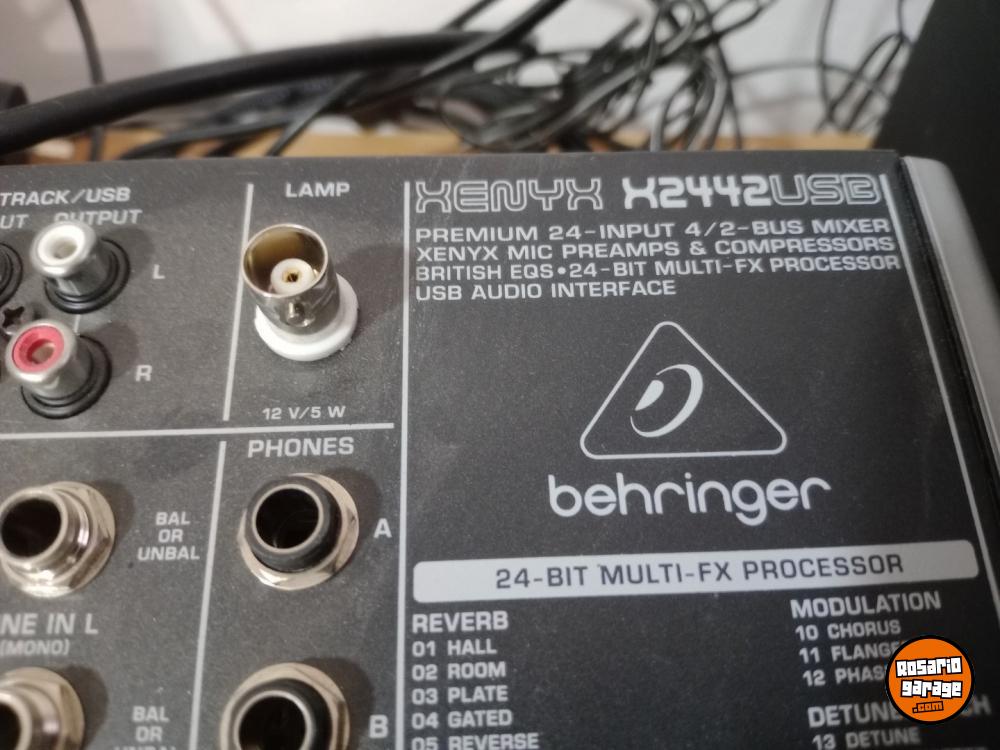 TRACK/USB
OUTPUT
L
R
LAMP
12 V/5 W
PHONES
A
B
BAL
OR
UNBAL
NE IN L
(MONO)
BAL
OR
XENYX X2442USB
PREMIUM 24-INPUT 4/2-BUS MIXER
XENYX MIC PREAMPS & COMPRESSORS
BRITISH EQS•24-BIT MULTI-FX PROCESSOR
USB AUDIO INTERFACE
behringer
24-BIT MULTI-FX PROCESSOR
REVERB
01 HALL
02 ROOM
03 PLATE
04 GATED
05 REVERSE
MODULATION
10 CHORUS
11 FLANGE
12 PHAS
DETUNE
13 DETUNE
Rosario
garage
.com